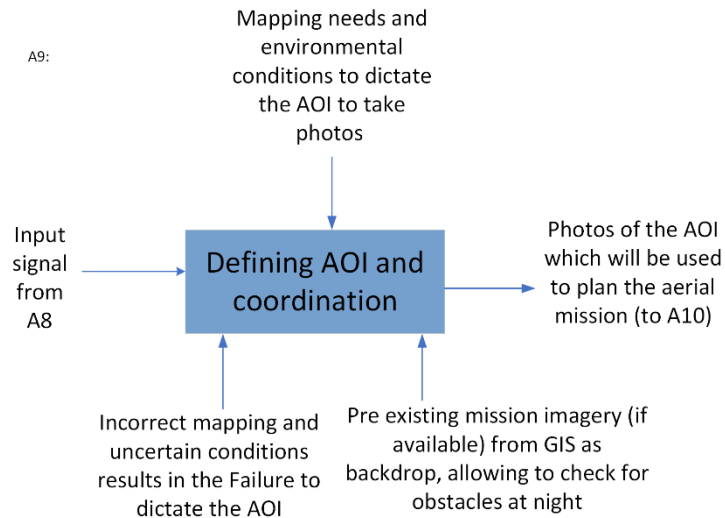 A9:
Mapping needs and
environmental
conditions to dictate
the AOI to take
photos
Input
signal
from
A8
Defining AOI and
coordination
Photos of the AOI
which will be used
to plan the aerial
mission (to A10)
Incorrect mapping and
uncertain conditions
results in the Failure to
dictate the AOI
Pre existing mission imagery (if
available) from GIS as
backdrop, allowing to check for
obstacles at night